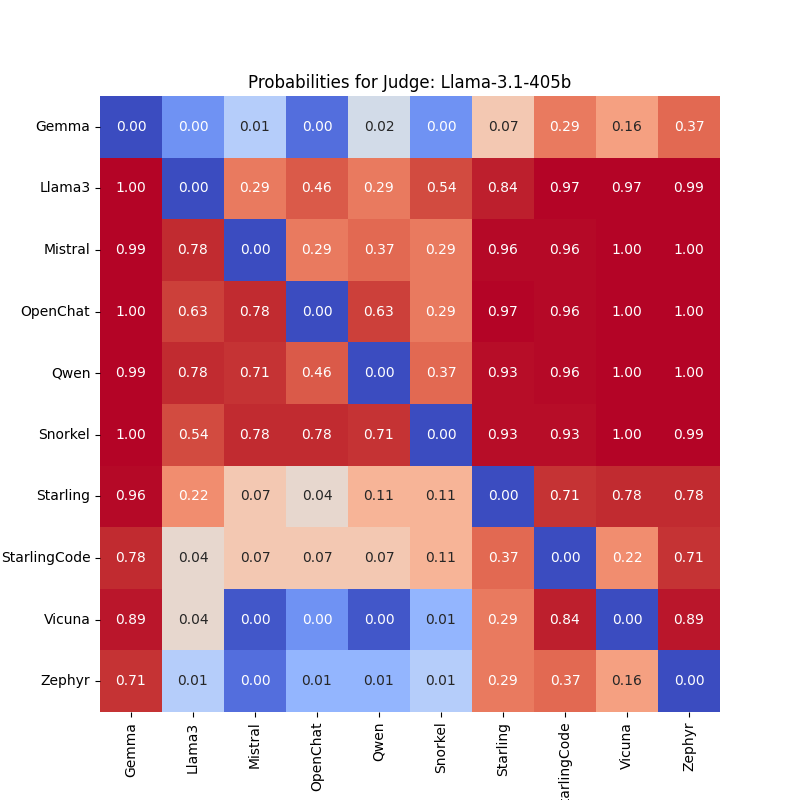 Probabilities for Judge: Llama-3.1-405b
Gemma 0.00 0.00 0.01 0.00 0.02 0.00 0.07 0.29 0.16 0.37
Llama3 1.00 0.00 0.29 0.46 0.29 0.54 0.84 0.97 0.97 0.99
Mistral 0.99 0.78 0.00 0.29 0.37 0.29 0.96 0.96 1.00 1.00
OpenChat 1.00 0.63 0.78 0.00 0.63 0.29 0.97 0.96 1.00 1.00
Qwen 0.99 0.78 0.71 0.46 0.00 0.37 0.93 0.96 1.00 1.00
Snorkel 1.00 0.54 0.78 0.78 0.71 0.00 0.93 0.93 1.00 0.99
Starling 0.96 0.22 0.07 0.04 0.11 0.11 0.00 0.71 0.78 0.78
StarlingCode 0.78 0.04 0.07 0.07 0.07 0.11 0.37 0.00 0.22 0.71
Vicuna 0.89 0.04 0.00 0.00 0.00 0.01 0.29 0.84 0.00 0.89
Zephyr 0.71 0.01 0.00 0.01 0.01 0.01 0.29 0.37 0.16 0.00
Gemma Llama3 Mistral OpenChat Qwen Snorkel Starling arlingCode Vicuna Zephyr